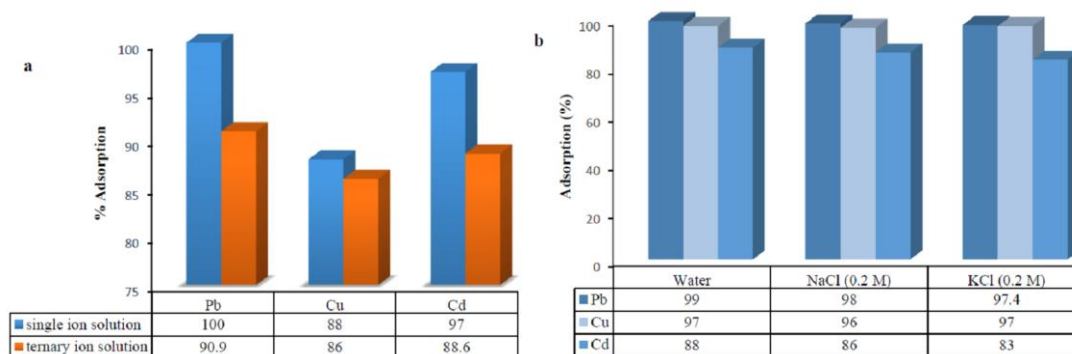 a
% Adsorption
100
95
90
85
80
75
Pb Cu Cd
single ion solution 100 88 97
ternary ion solution 90.9 86 88.6
b
Adsorption (%)
100
80
60
40
20
0
Water NaCl (0.2 M) KCl (0.2 M)
Pb 99 98 97.4
Cu 97 96 97
Cd 88 86 83